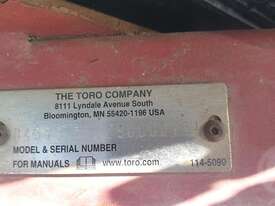 THE TORO COMPANY
8111 Lyndale Avenue South
Bloomington, MN 55420-1196 USA
MODEL & SERIAL NUMBER
FOR MANUALS www.toro.com 114-5090